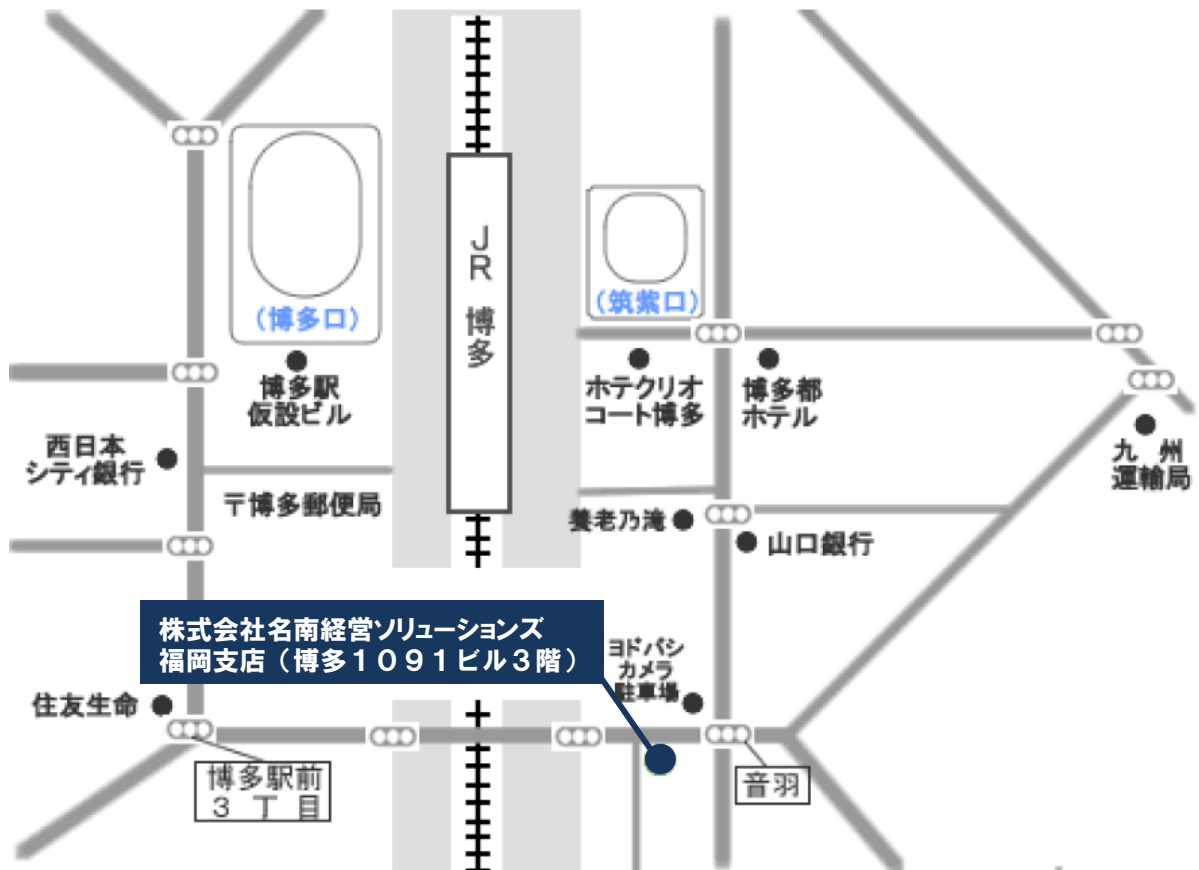 JR 博多
(博多口)
(筑紫口)
博多駅
仮設ビル
ホテクリオ
コート博多
博多都
ホテル
西日本
シティ銀行
九州
運輸局
〒博多郵便局
養老乃滝
山口銀行
株式会社名南経営ソリューションズ
福岡支店（博多１０９１ビル３階）
ヨドバシ
カメラ
駐車場
住友生命
博多駅前
３丁目
音羽